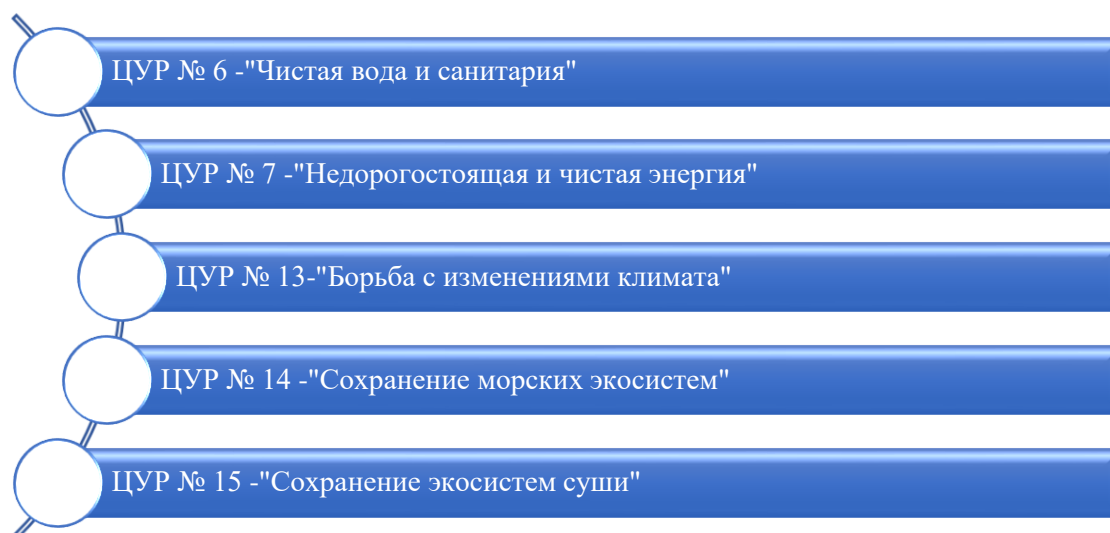 ЦУР № 6 -"Чистая вода и санитария"
ЦУР № 7 -"Недорогостоящая и чистая энергия"
ЦУР № 13-"Борьба с изменениями климата"
ЦУР № 14 -"Сохранение морских экосистем"
ЦУР № 15 -"Сохранение экосистем суши"